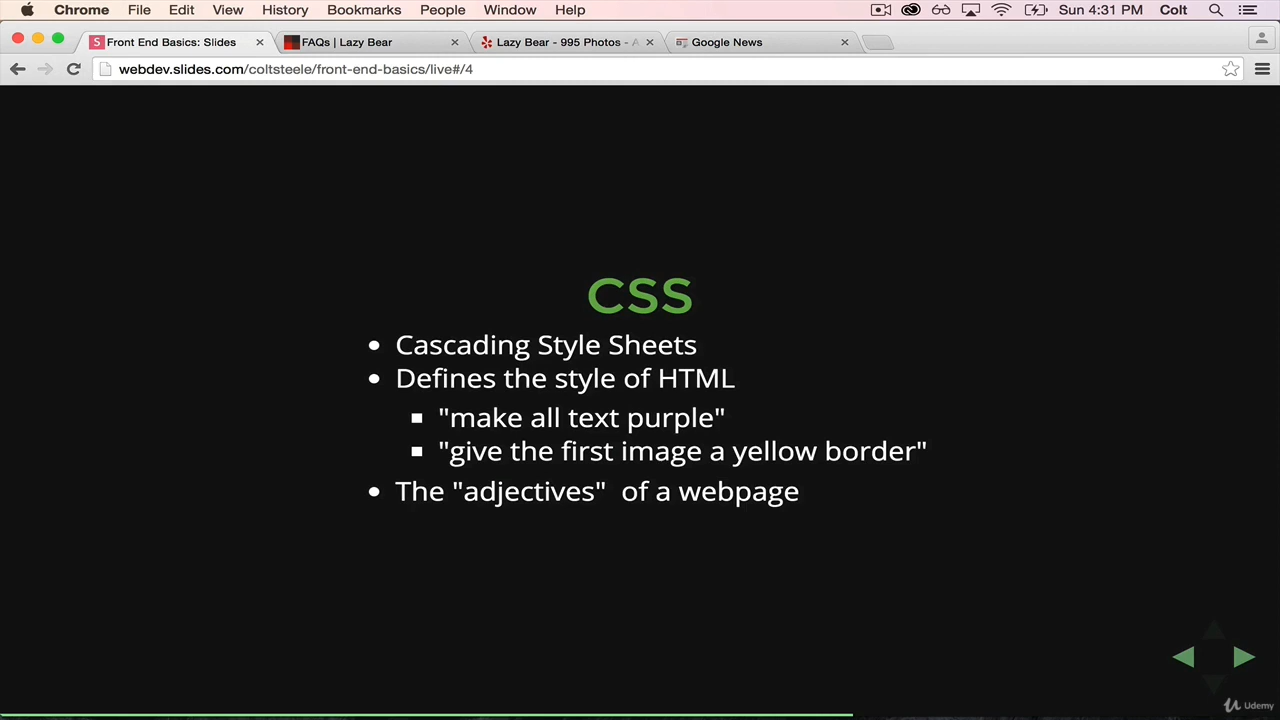 Chrome File Edit View History Bookmarks People Window Help Sun 4:31 PM Colt
S Front End Basics: Slides FAQs | Lazy Bear Lazy Bear - 995 Photos - A Google News
webdev.slides.com/coltsteele/front-end-basics/live#/4
CSS
• Cascading Style Sheets
• Defines the style of HTML
▪ "make all text purple"
▪ "give the first image a yellow border"
• The "adjectives" of a webpage
Udemy